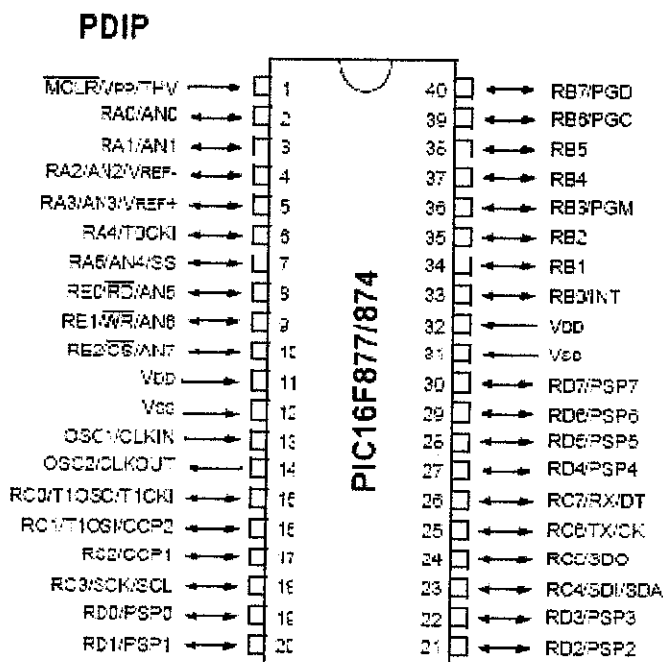 PDIP
MCLR/VPP/THV 1
RA0/AN0 2
RA1/AN1 3
RA2/AN2/VREF- 4
RA3/AN3/VREF+ 5
RA4/T0CKI 6
RA5/AN4/SS 7
RE0/RD/AN5 8
RE1/WR/AN6 9
RE2/CS/AN7 10
VDD 11
VSS 12
OSC1/CLKIN 13
OSC2/CLKOUT 14
RC0/T1OSC/T1CKI 15
RC1/T1OSI/CCP2 16
RC2/CCP1 17
RC3/SCK/SCL 18
RD0/PSP0 19
RD1/PSP1 20
PIC16F877/874
40 RB7/PGD
39 RB6/PGC
38 RB5
37 RB4
36 RB3/PGM
35 RB2
34 RB1
33 RB0/INT
32 VDD
31 VSS
30 RD7/PSP7
29 RD6/PSP6
28 RD5/PSP5
27 RD4/PSP4
26 RC7/RX/DT
25 RC6/TX/CK
24 RC5/SDO
23 RC4/SDI/SDA
22 RD3/PSP3
21 RD2/PSP2